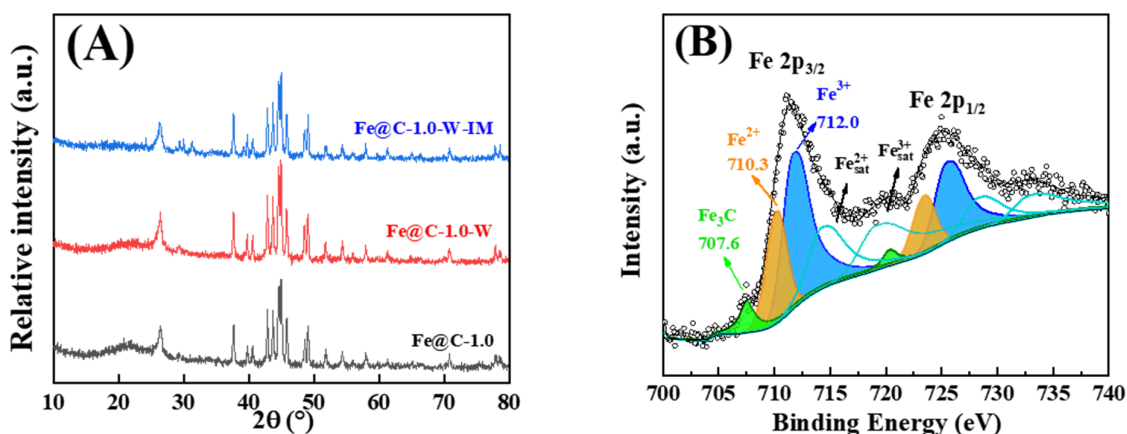 (A)
Relative intensity (a.u.)
Fe@C-1.0-W-IM
Fe@C-1.0-W
Fe@C-1.0
10 20 30 40 50 60 70 80
2θ (°)
(B)
Intensity (a.u.)
Fe 2p3/2
Fe3+
712.0
Fe 2p1/2
Fe2+
710.3
Fe2+sat
Fe3+sat
Fe3C
707.6
700 705 710 715 720 725 730 735 740
Binding Energy (eV)